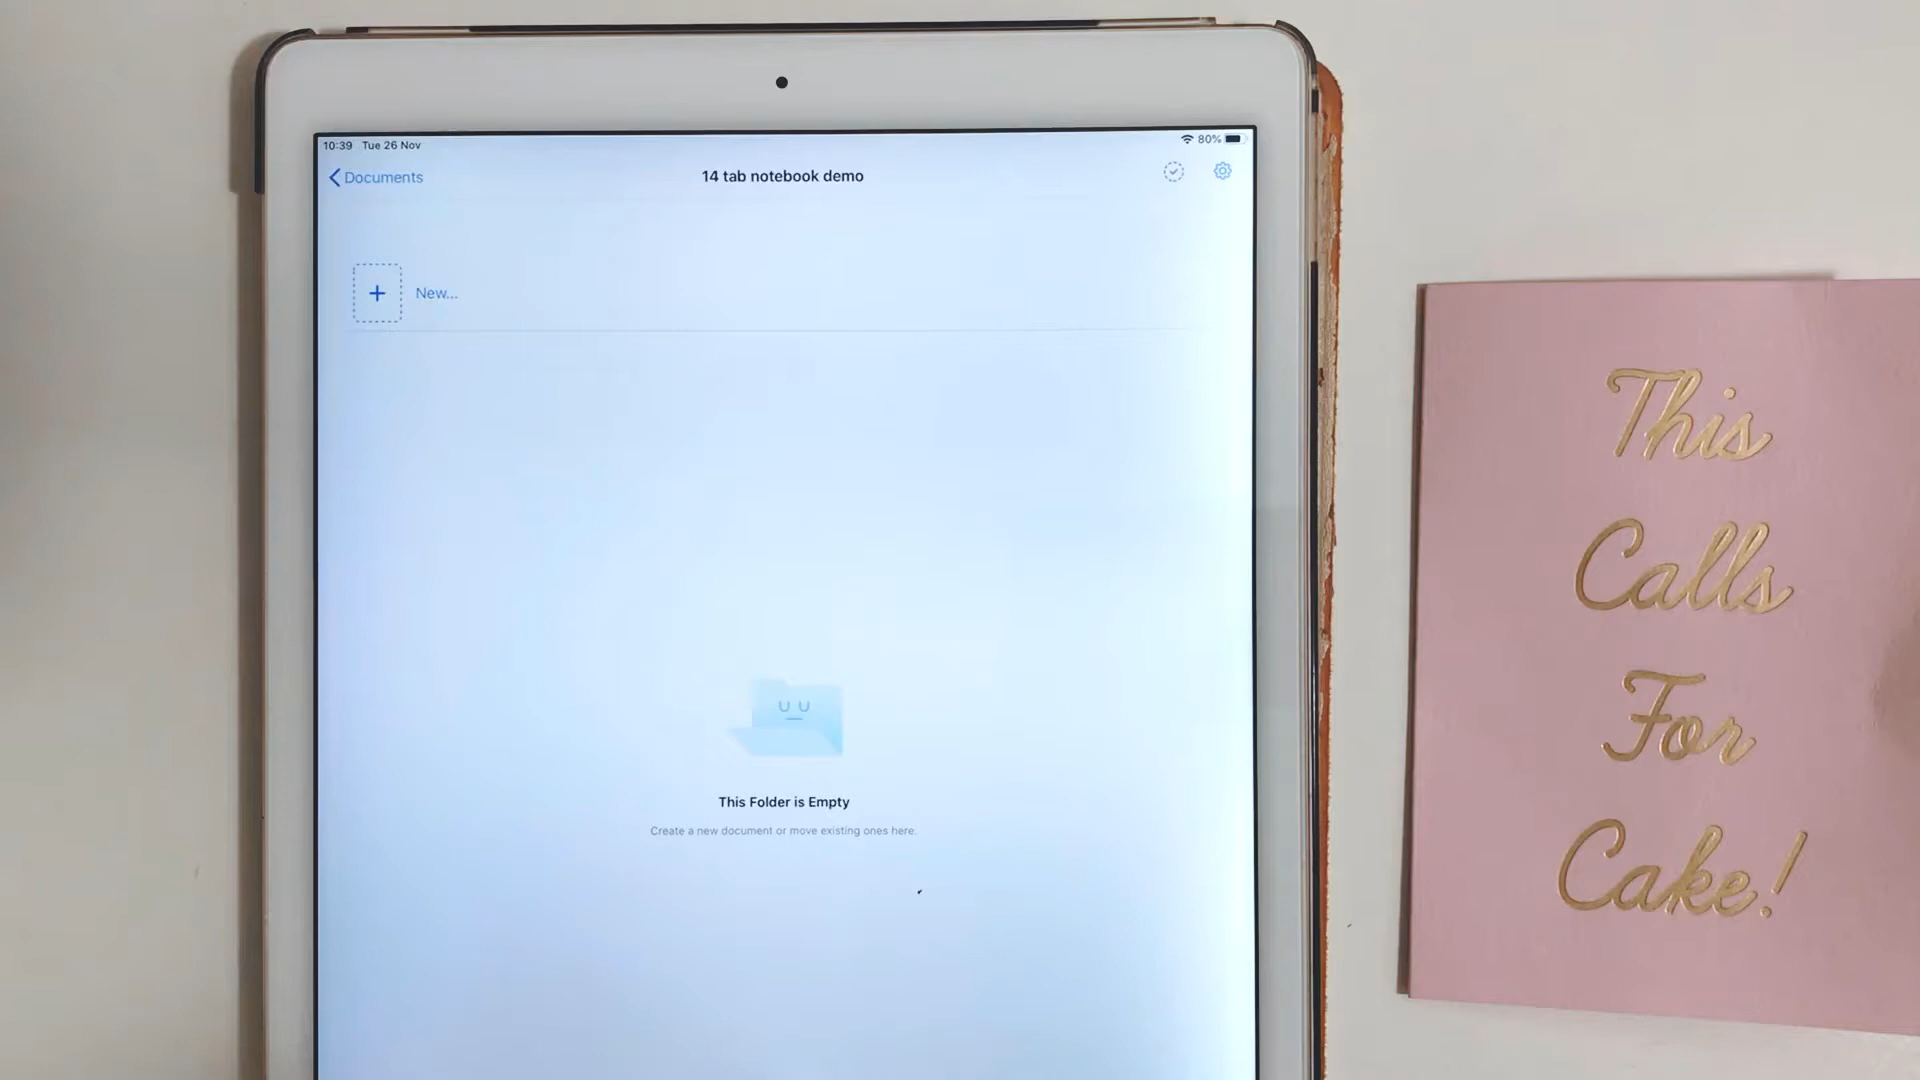 10:39 Tue 26 Nov
80%
Documents
14 tab notebook demo
New...
This Folder is Empty
Create a new document or move existing ones here.
This
Calls
For
Cake!